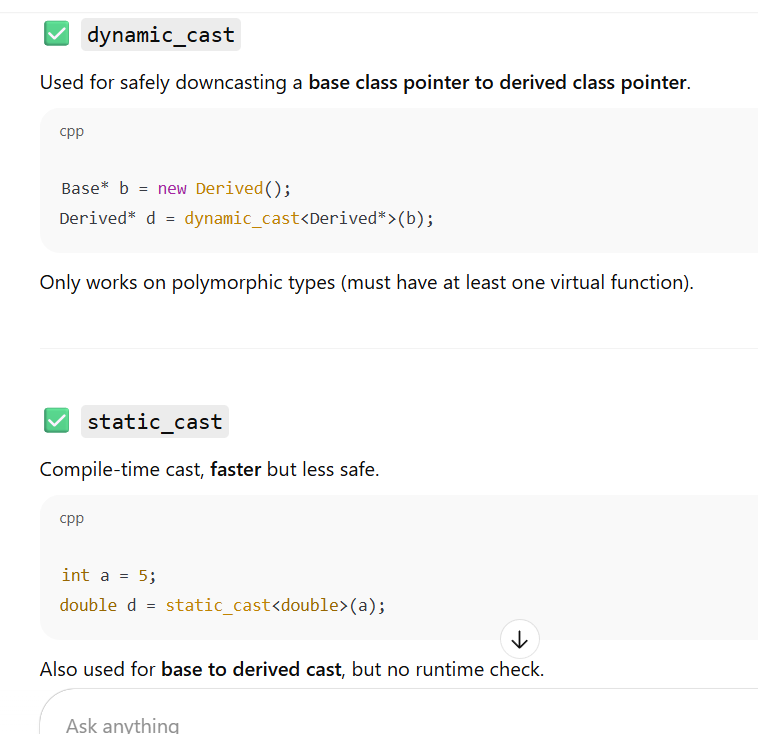 dynamic_cast
Used for safely downcasting a base class pointer to derived class pointer.
cpp
Base* b = new Derived();
Derived* d = dynamic_cast<Derived*>(b);
Only works on polymorphic types (must have at least one virtual function).
static_cast
Compile-time cast, faster but less safe.
cpp
int a = 5;
double d = static_cast<double>(a);
Also used for base to derived cast, but no runtime check.
Ask anything